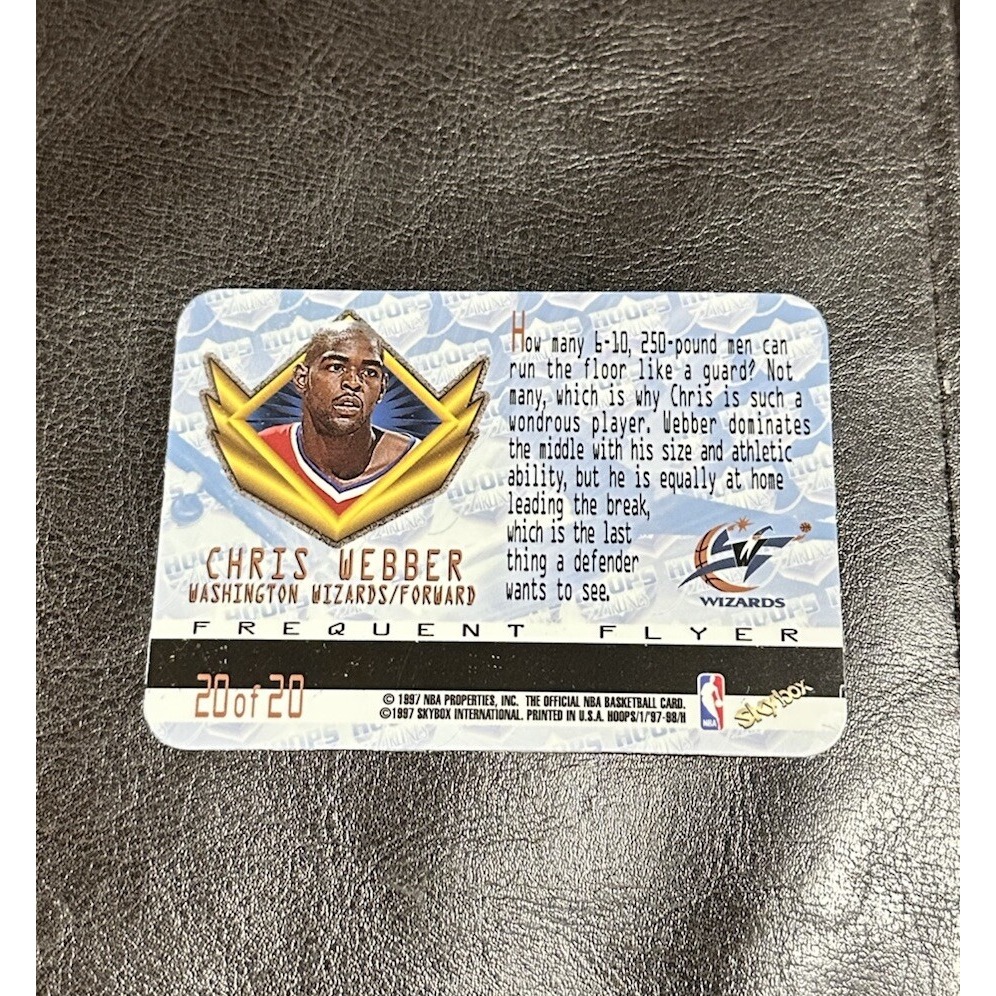 How many 6-10, 250-pound men can
run the floor like a guard? Not
many, which is why Chris is such a
wondrous player. Webber dominates
the middle with his size and athletic
ability, but he is equally at home
leading the break,
which is the last
thing a defender
wants to see.
CHRIS WEBBER
WASHINGTON WIZARDS/FORWARD
WIZARDS
FREQUENT FLYER
20 of 20
© 1997 NBA PROPERTIES, INC. THE OFFICIAL NBA BASKETBALL CARD.
©1997 SKYBOX INTERNATIONAL. PRINTED IN U.S.A. HOOPS/1/'97-98/H
NBA
SkyBox
HOOPS